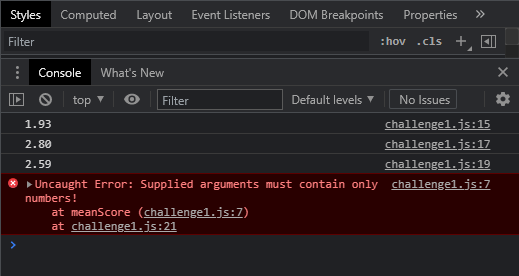 Styles Computed Layout Event Listeners DOM Breakpoints Properties »
Filter :hov .cls +
Console What's New
top Filter Default levels No Issues
1.93 challenge1.js:15
2.80 challenge1.js:17
2.59 challenge1.js:19
Uncaught Error: Supplied arguments must contain only challenge1.js:7
numbers!
at meanScore (challenge1.js:7)
at challenge1.js:21